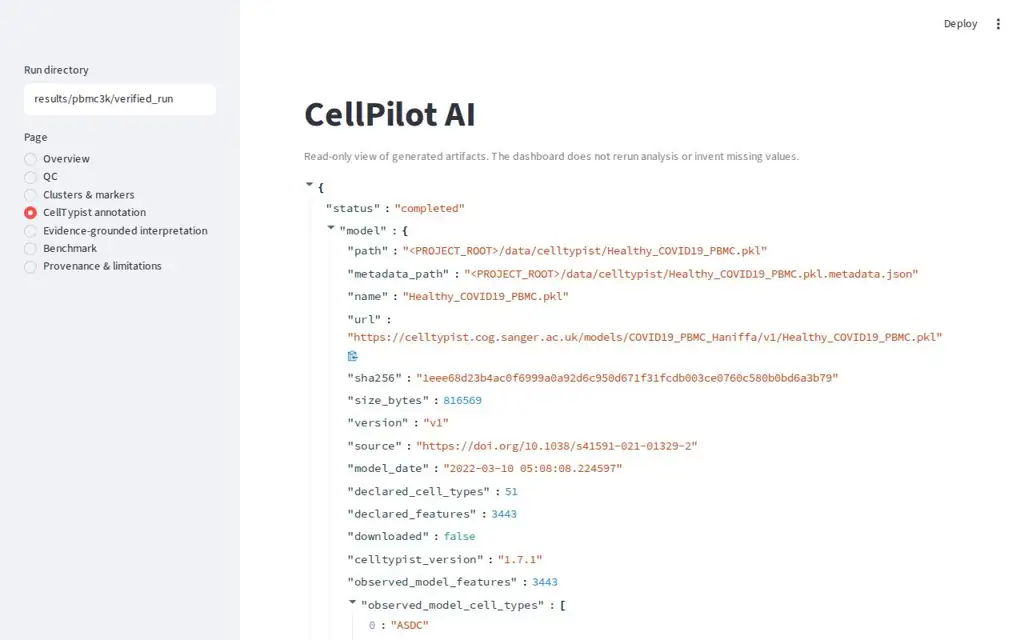 Deploy
Run directory
results/pbmc3k/verified_run
Page
Overview
QC
Clusters & markers
CellTypist annotation
Evidence-grounded interpretation
Benchmark
Provenance & limitations
CellPilot AI
Read-only view of generated artifacts. The dashboard does not rerun analysis or invent missing values.
{
"status" : "completed"
"model" : {
"path" : "<PROJECT_ROOT>/data/celltypist/Healthy_COVID19_PBMC.pkl"
"metadata_path" : "<PROJECT_ROOT>/data/celltypist/Healthy_COVID19_PBMC.pkl.metadata.json"
"name" : "Healthy_COVID19_PBMC.pkl"
"url" :
"https://celltypist.cog.sanger.ac.uk/models/COVID19_PBMC_Haniffa/v1/Healthy_COVID19_PBMC.pkl"
"sha256" : "1eee68d23b4ac0f6999a0a92d6c950d671f31fcdb003ce0760c580b0bd6a3b79"
"size_bytes" : 816569
"version" : "v1"
"source" : "https://doi.org/10.1038/s41591-021-01329-2"
"model_date" : "2022-03-10 05:08:08.224597"
"declared_cell_types" : 51
"declared_features" : 3443
"downloaded" : false
"celltypist_version" : "1.7.1"
"observed_model_features" : 3443
"observed_model_cell_types" : [
0 : "ASDC"